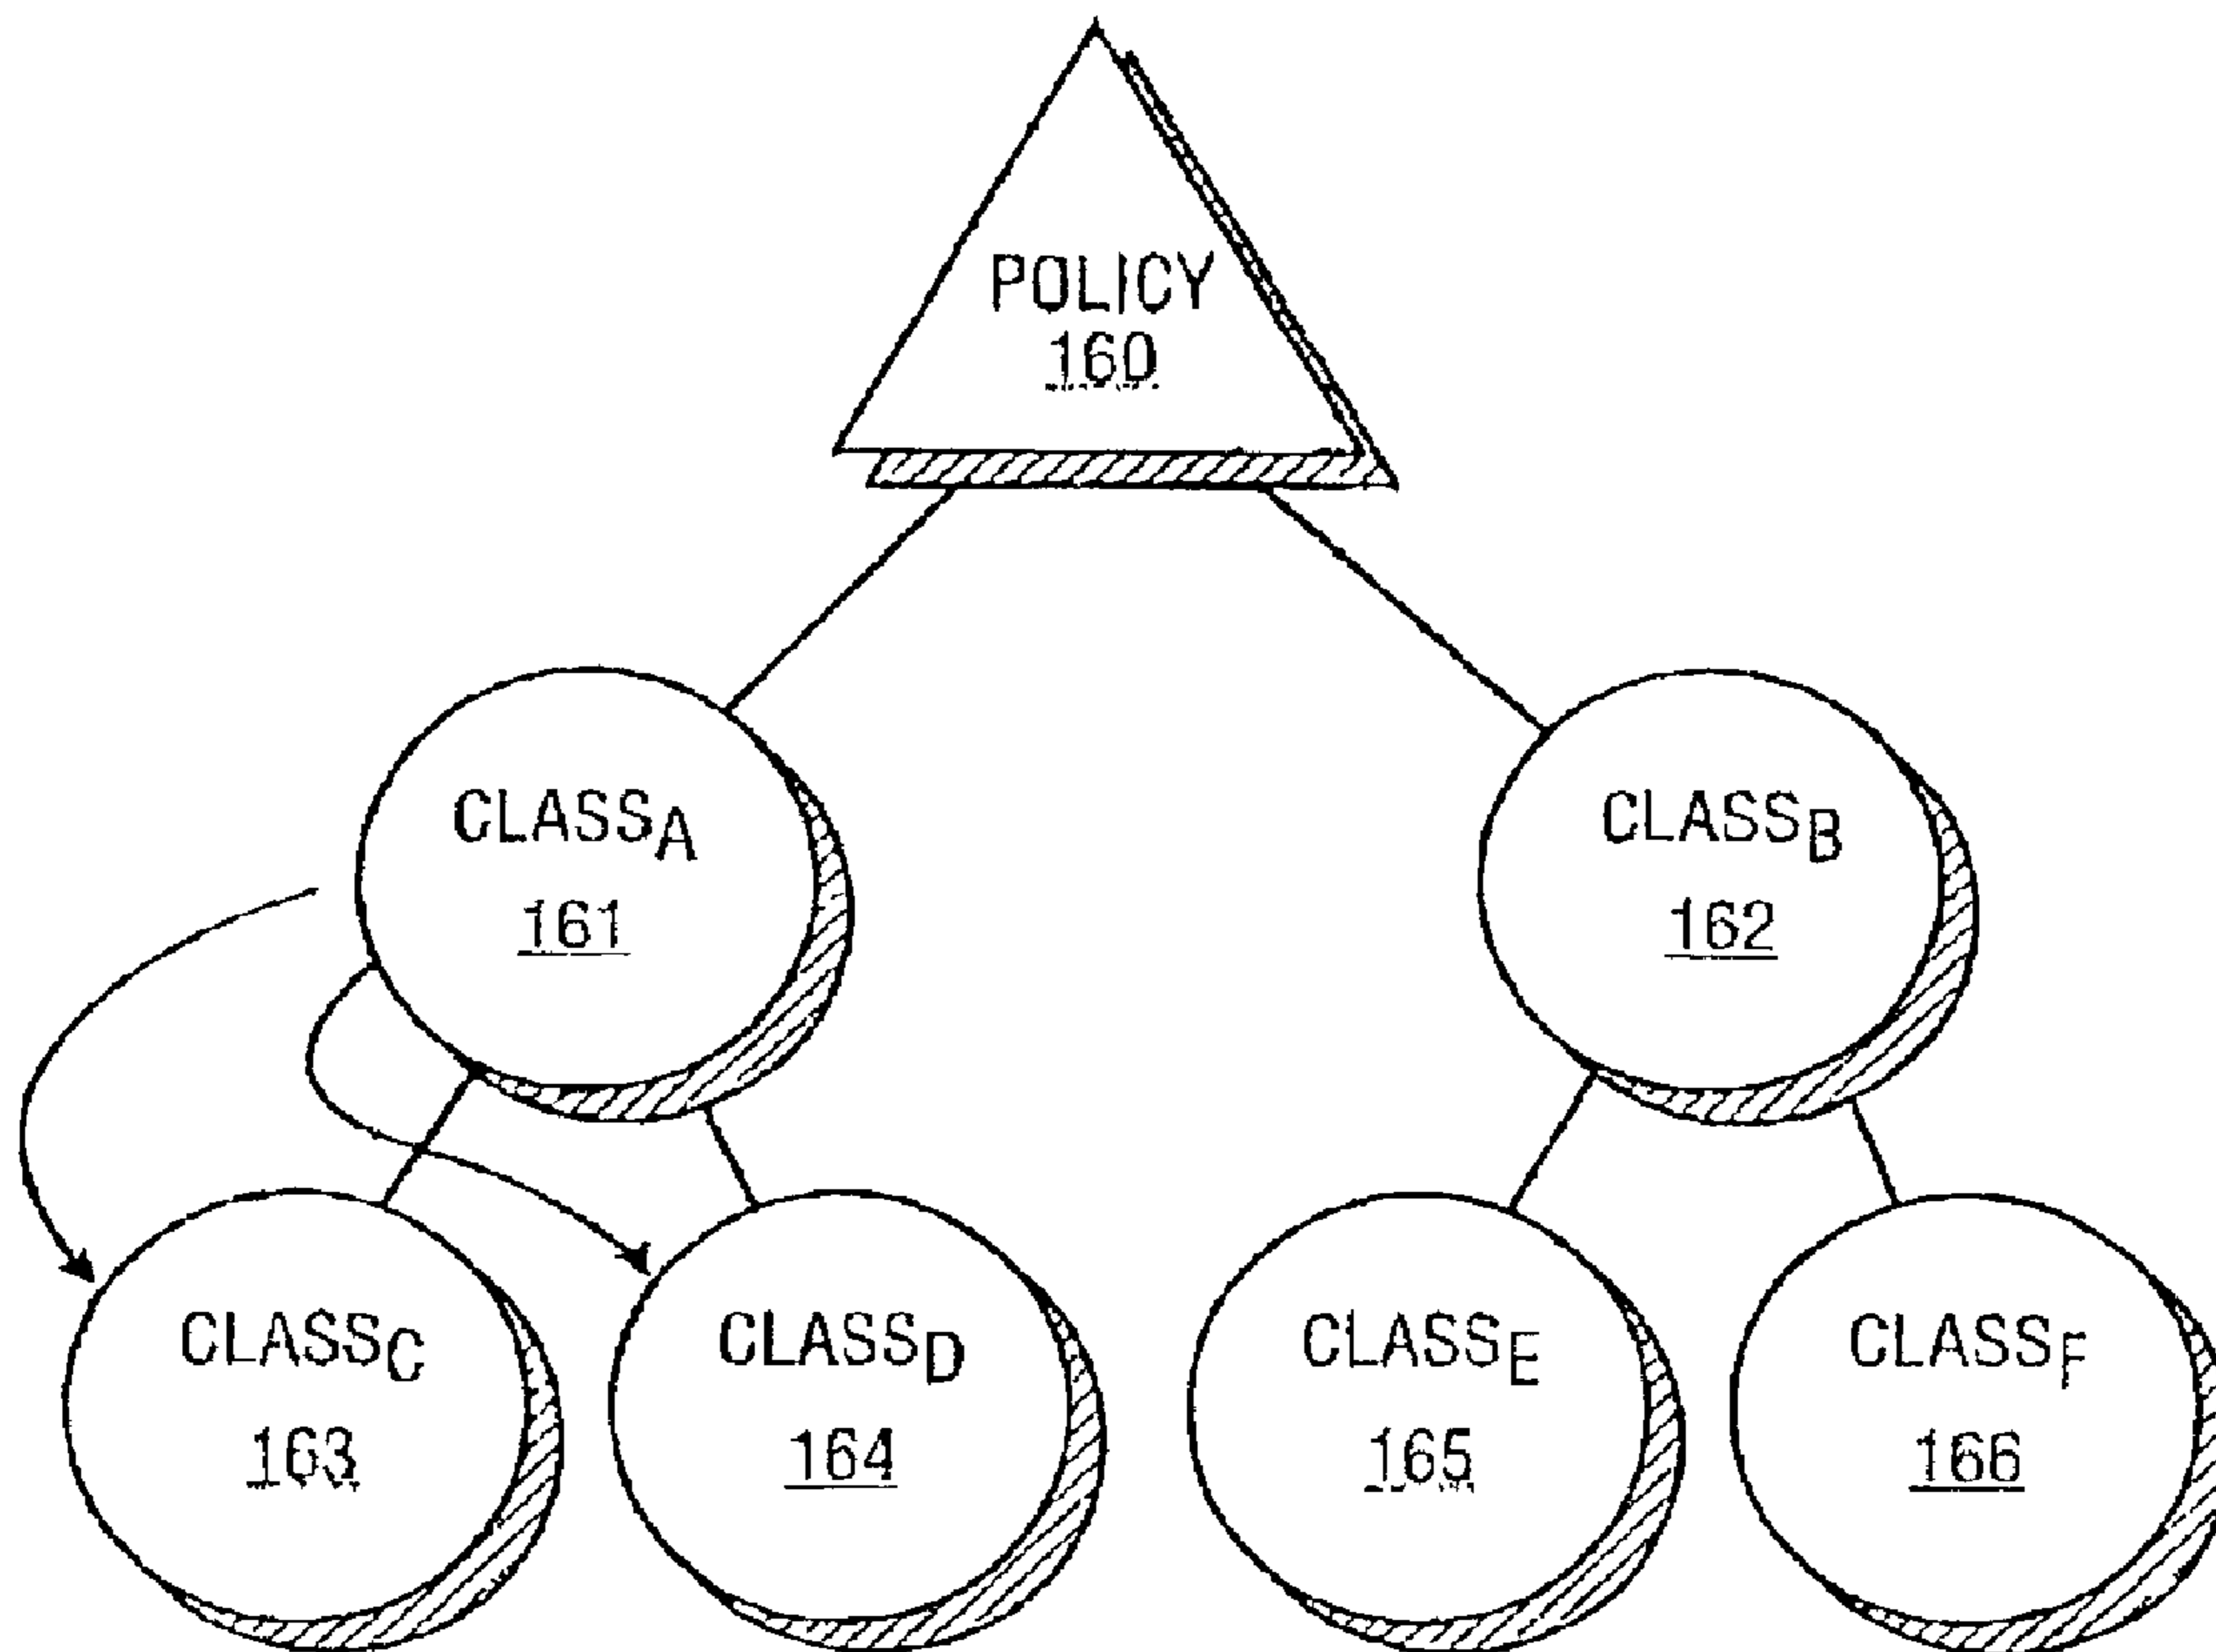 POLICY
160
CLASSA
161
CLASSB
162
CLASSC
163
CLASSD
164
CLASSE
165
CLASSF
166